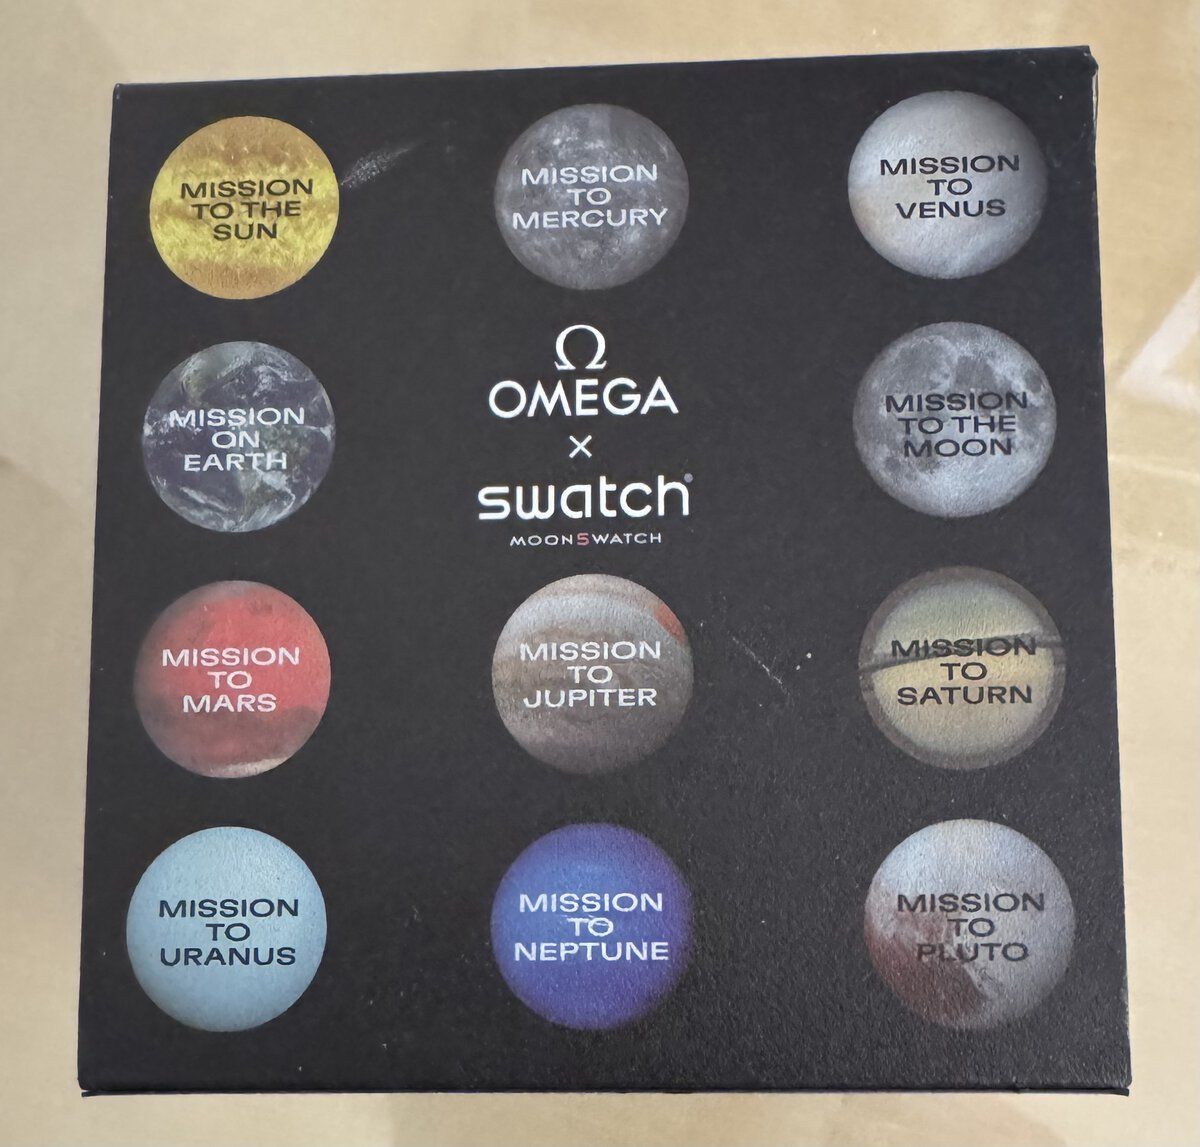 MISSION
TO THE
SUN
MISSION
TO
MERCURY
MISSION
TO
VENUS
MISSION
ON
EARTH
Ω
OMEGA
×
swatch
MOONSWATCH
MISSION
TO THE
MOON
MISSION
TO
MARS
MISSION
TO
JUPITER
MISSION
TO
SATURN
MISSION
TO
URANUS
MISSION
TO
NEPTUNE
MISSION
TO
PLUTO